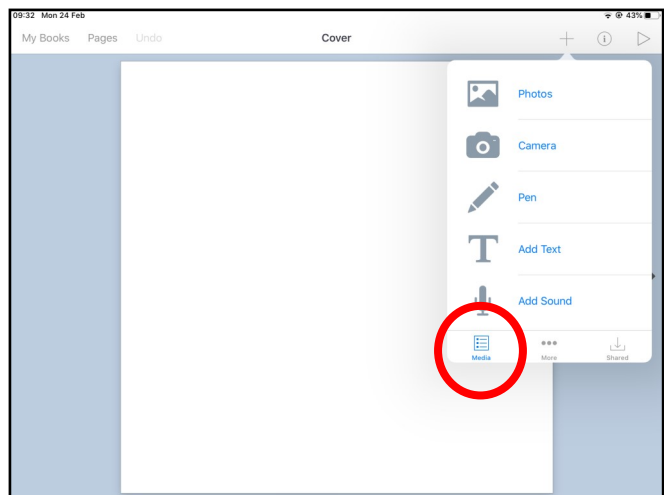 09:32 Mon 24 Feb 43%
My Books Pages Undo Cover
Photos
Camera
Pen
Add Text
Add Sound
Media More Shared